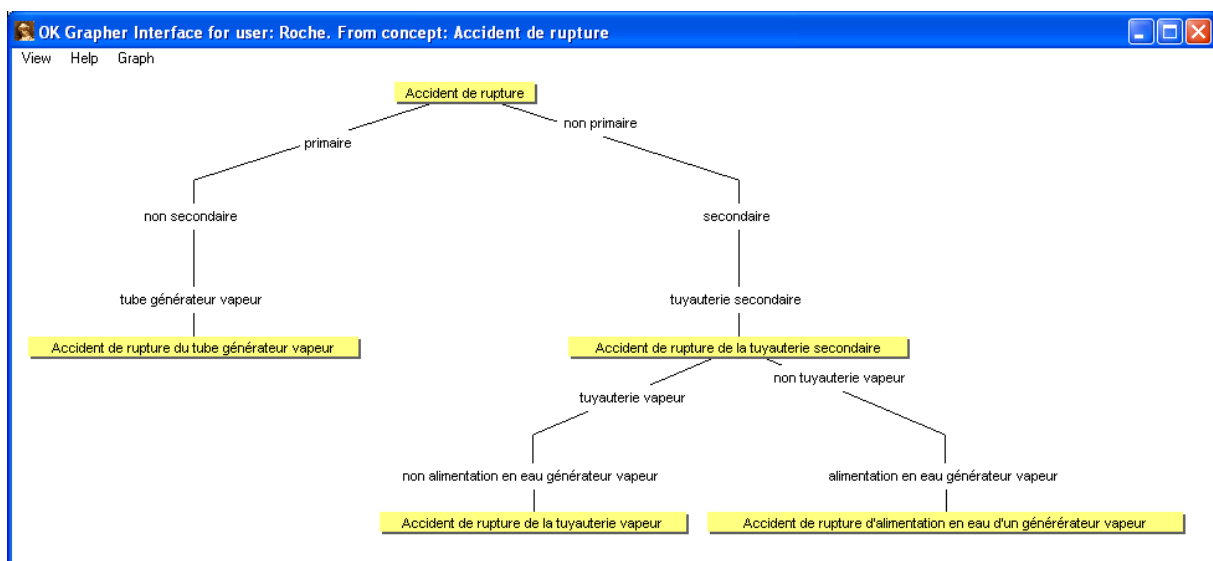 OK Grapher Interface for user: Roche. From concept: Accident de rupture
View Help Graph
Accident de rupture
non primaire
primaire
non secondaire
secondaire
tube générateur vapeur
tuyauterie secondaire
Accident de rupture du tube générateur vapeur
Accident de rupture de la tuyauterie secondaire
non tuyauterie vapeur
tuyauterie vapeur
non alimentation en eau générateur vapeur
alimentation en eau générateur vapeur
Accident de rupture de la tuyauterie vapeur
Accident de rupture d'alimentation en eau d'un générérateur vapeur